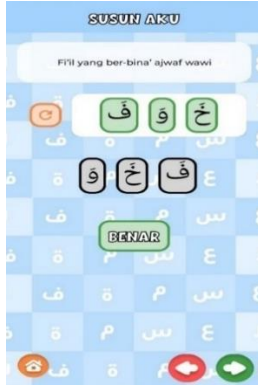 SUSUN AKU
Fi'il yang ber-bina' ajwaf wawi
خَ وَ فَ
فَ خَ وَ
BENAR